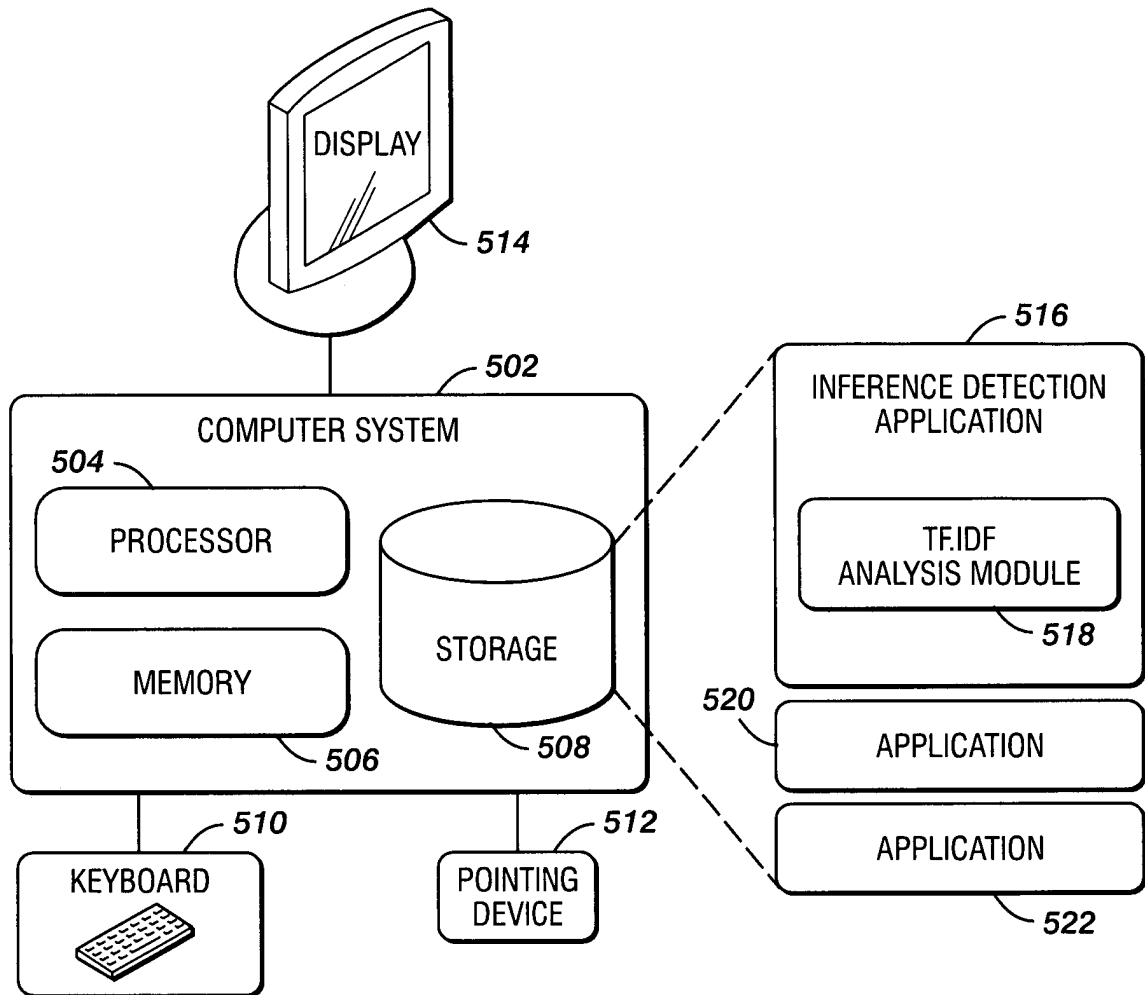 DISPLAY
514
502
COMPUTER SYSTEM
504
PROCESSOR
MEMORY
506
STORAGE
508
510
KEYBOARD
512
POINTING
DEVICE
516
INFERENCE DETECTION
APPLICATION
TF.IDF
ANALYSIS MODULE
518
520
APPLICATION
APPLICATION
522